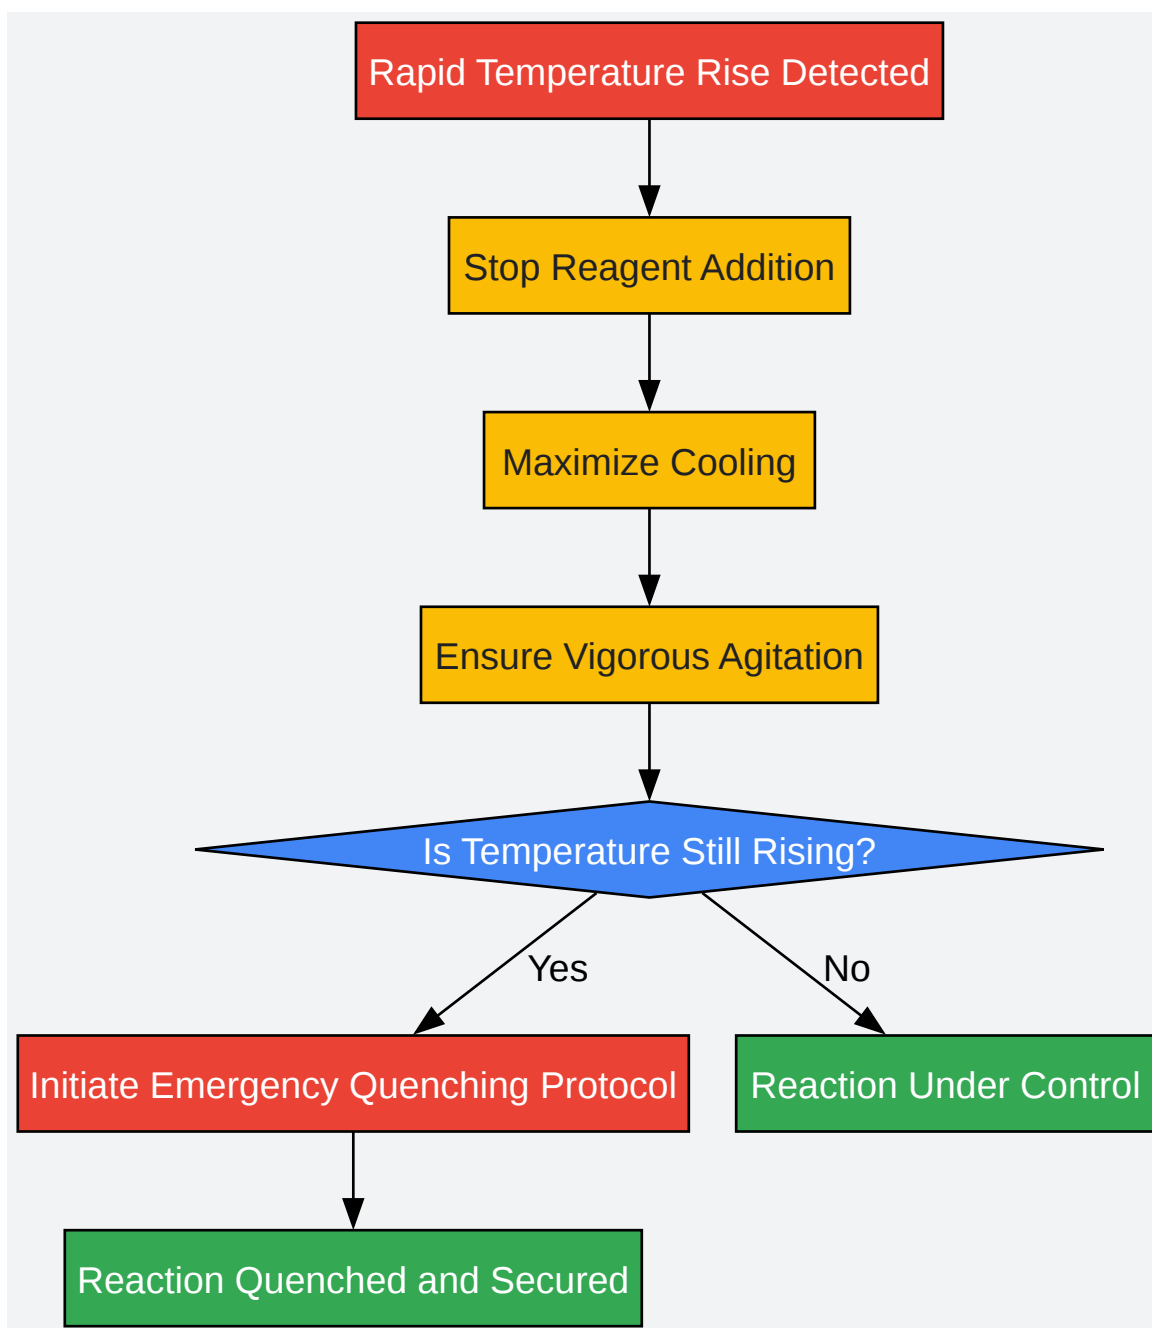 Rapid Temperature Rise Detected
Stop Reagent Addition
Maximize Cooling
Ensure Vigorous Agitation
Is Temperature Still Rising?
Yes
No
Initiate Emergency Quenching Protocol
Reaction Under Control
Reaction Quenched and Secured